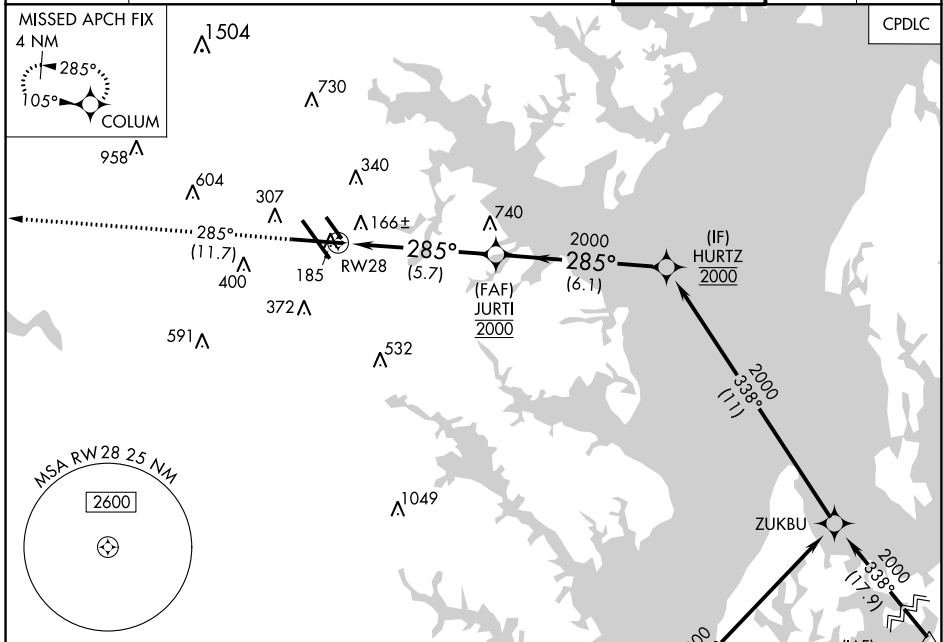 MISSED APCH FIX
4 NM
285°
105°
COLUM
1504
CPDLC
730
958
604
340
307
166±
740
285°
(11.7)
185
RW28
285°
(5.7)
2000
285°
(6.1)
(IF)
HURTZ
2000
400
(FAF)
JURTI
2000
372
591
532
2000
338°
(11)
MSA RW28 25 NM
2600
1049
ZUKBU
2000
338°
(17.9)